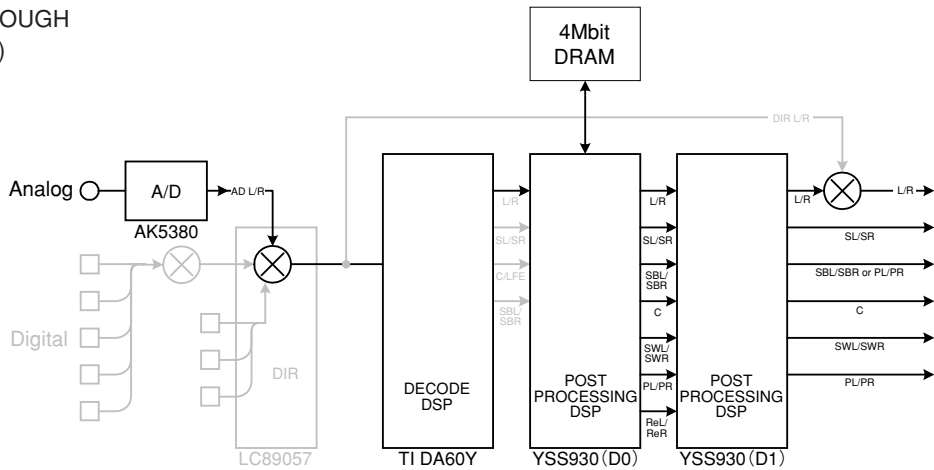 OUGH
)
4Mbit
DRAM
DIR L/R
Analog
A/D
AD L/R
AK5380
Digital
DIR
LC89057
DECODE
DSP
TI DA60Y
L/R
SL/SR
C/LFE
SBL/
SBR
POST
PROCESSING
DSP
YSS930 (D0)
L/R
SL/SR
SBL/
SBR
C
SWL/
SWR
PL/PR
ReL/
ReR
POST
PROCESSING
DSP
YSS930 (D1)
L/R
L/R
SL/SR
SBL/SBR or PL/PR
C
SWL/SWR
PL/PR